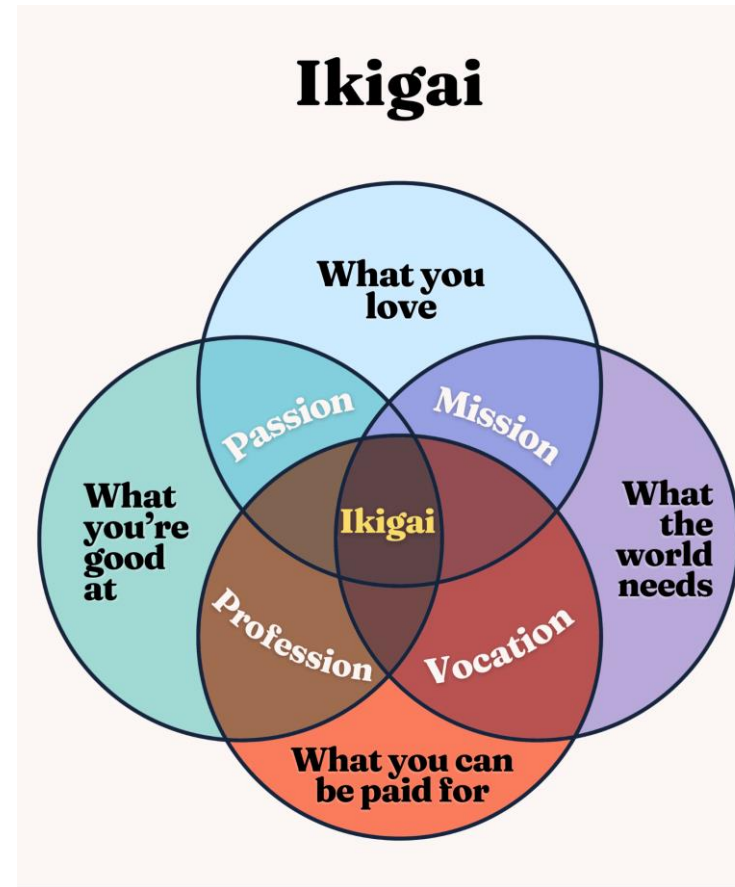 Ikigai
What you
love
Passion
Mission
What
you're
good
at
Ikigai
What
the
world
needs
Profession
Vocation
What you can
be paid for